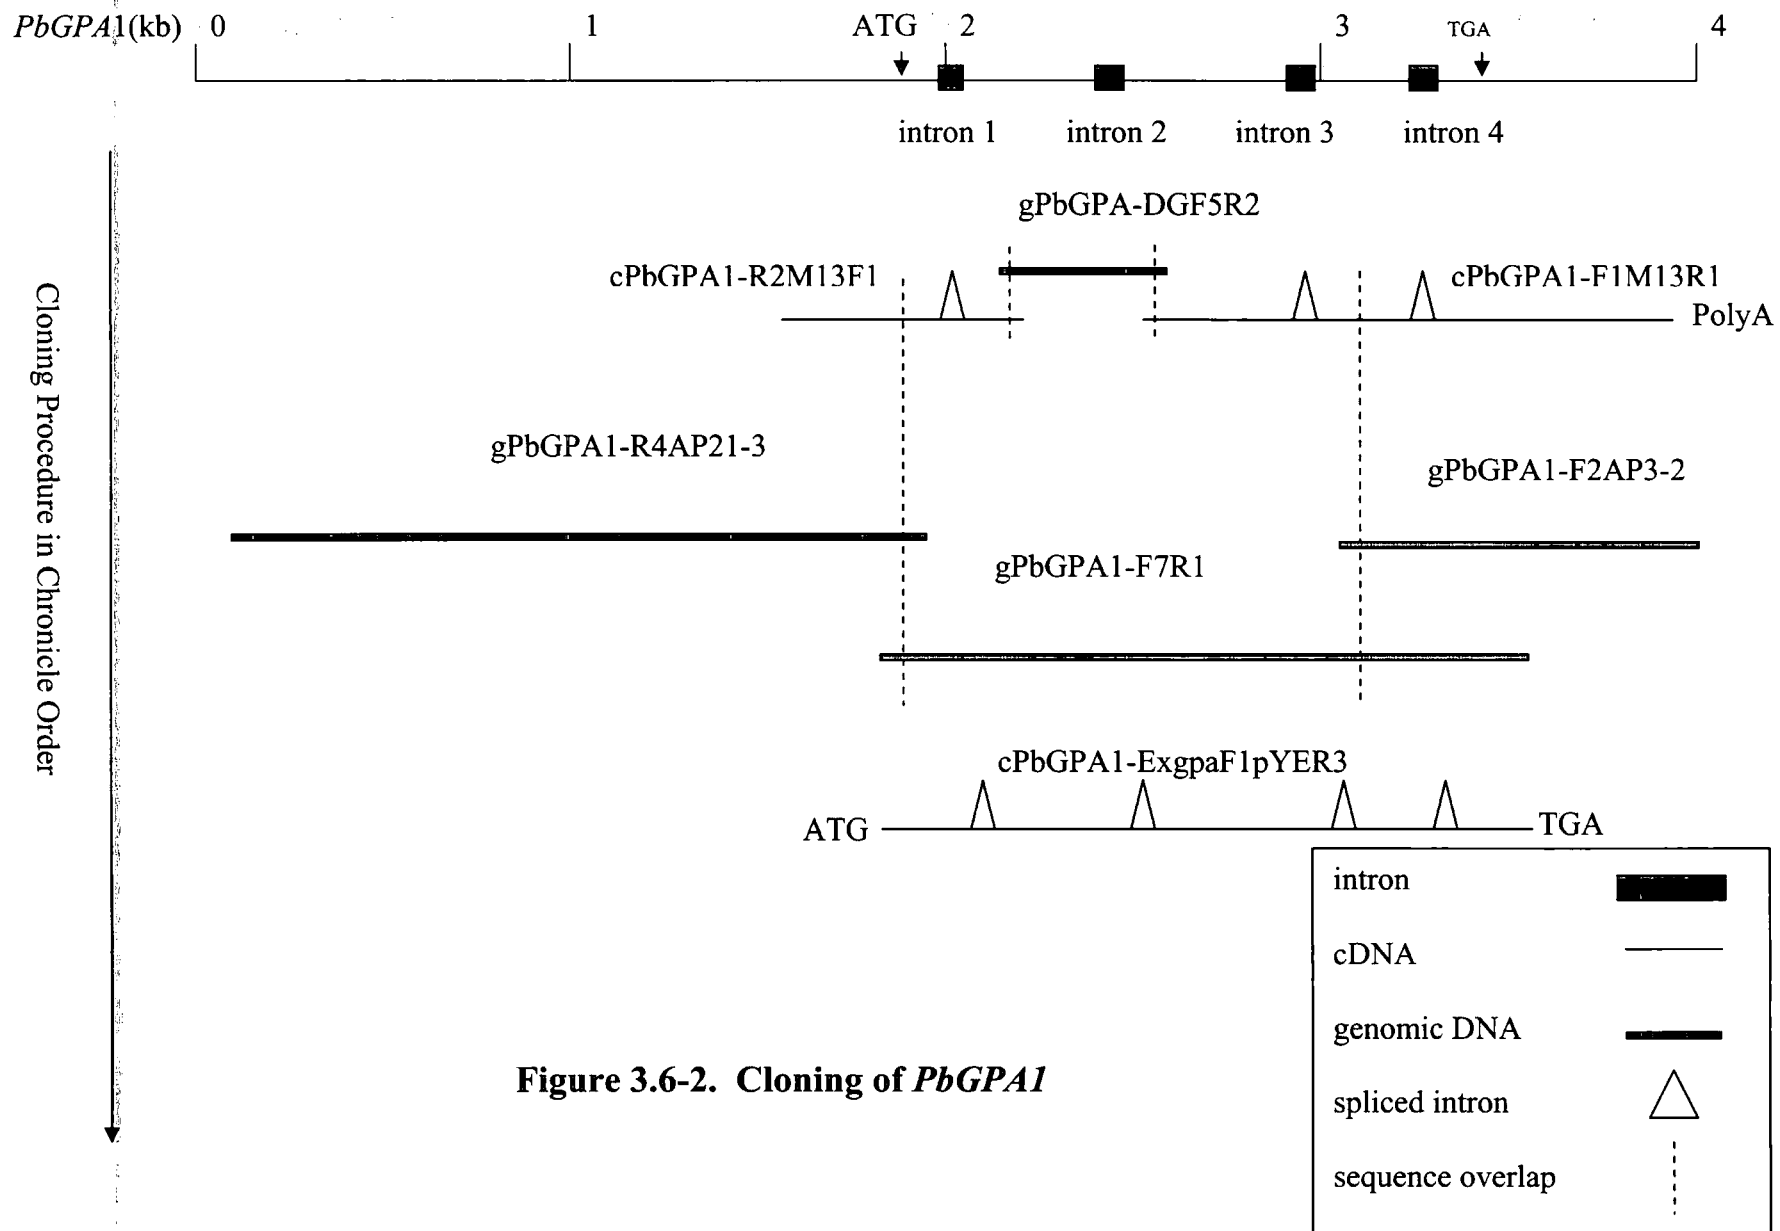 PbGPA1(kb) 0 1 ATG 2 3 TGA 4
intron 1 intron 2 intron 3 intron 4
gPbGPA-DGF5R2
cPbGPA1-R2M13F1 cPbGPA1-F1M13R1
PolyA
Cloning Procedure in Chronicle Order
gPbGPA1-R4AP21-3
gPbGPA1-F2AP3-2
gPbGPA1-F7R1
cPbGPA1-ExgpaF1pYER3
ATG TGA
intron
cDNA
genomic DNA
spliced intron
sequence overlap
Figure 3.6-2. Cloning of PbGPA1